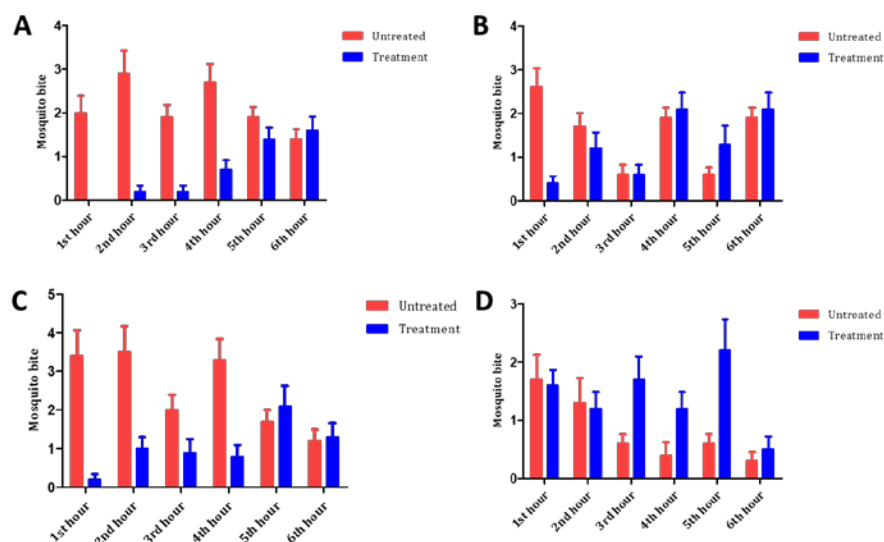 A
Untreated
Treatment
Mosquito bite
4
3
2
1
0
1st hour
2nd hour
3rd hour
4th hour
5th hour
6th hour
B
Untreated
Treatment
Mosquito bite
4
3
2
1
0
1st hour
2nd hour
3rd hour
4th hour
5th hour
6th hour
C
Untreated
Treatment
Mosquito bite
5
4
3
2
1
0
1st hour
2nd hour
3rd hour
4th hour
5th hour
6th hour
D
Untreated
Treatment
Mosquito bite
3
2
1
0
1st hour
2nd hour
3rd hour
4th hour
5th hour
6th hour